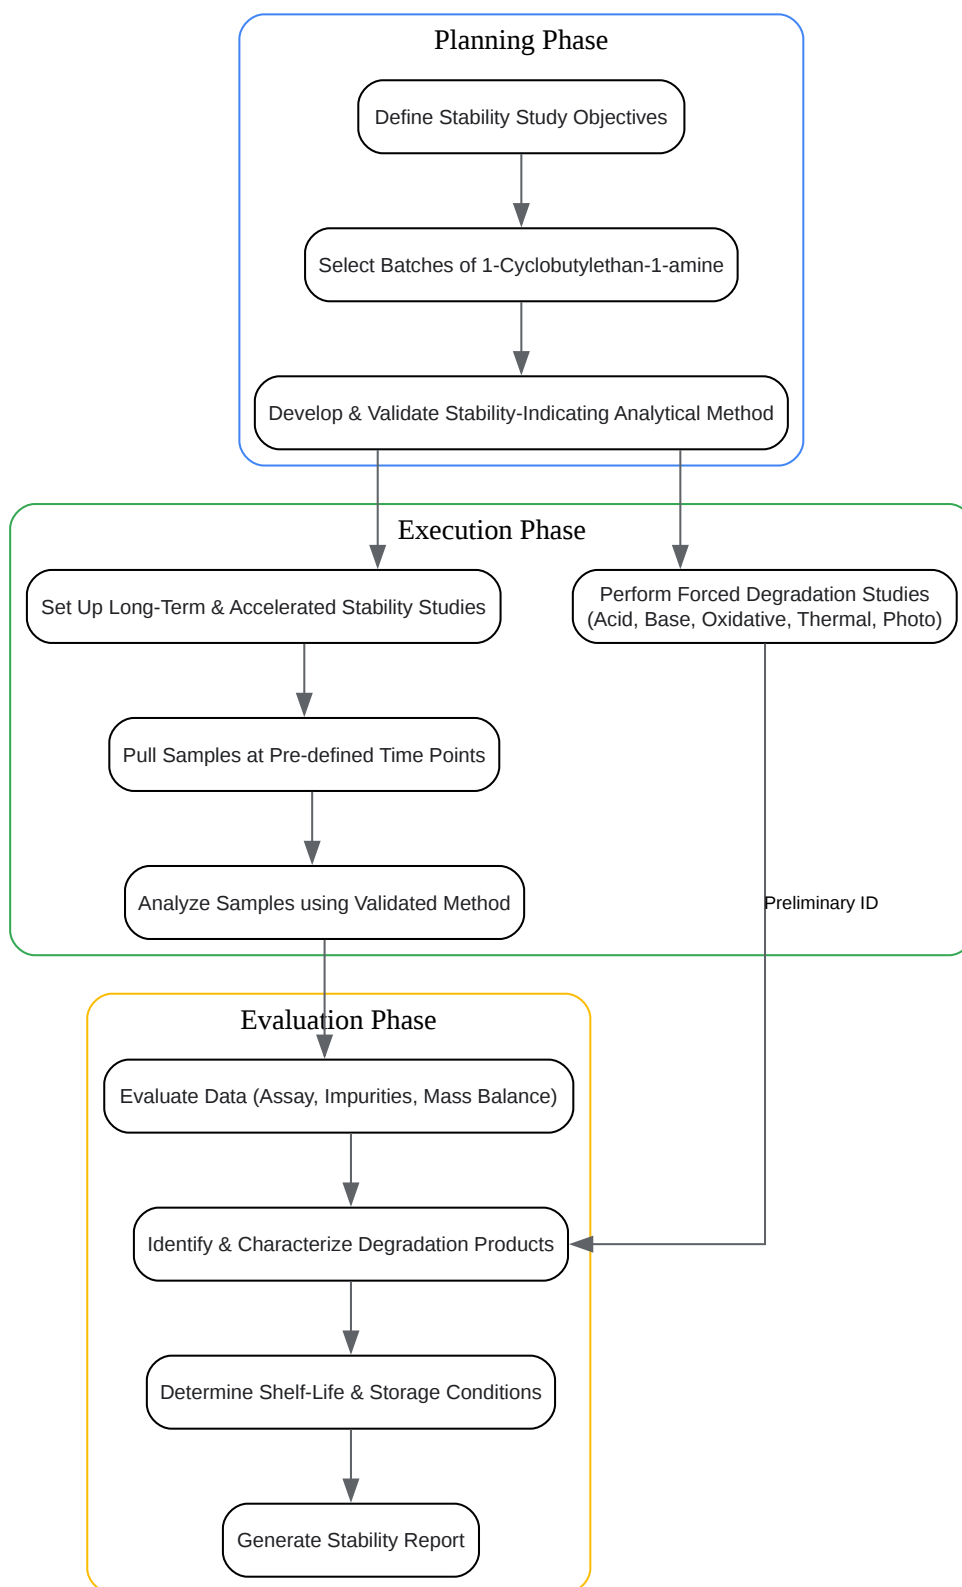 Planning Phase
Define Stability Study Objectives
Select Batches of 1-Cyclobutylethan-1-amine
Develop & Validate Stability-Indicating Analytical Method
Execution Phase
Set Up Long-Term & Accelerated Stability Studies
Perform Forced Degradation Studies
(Acid, Base, Oxidative, Thermal, Photo)
Pull Samples at Pre-defined Time Points
Analyze Samples using Validated Method
Preliminary ID
Evaluation Phase
Evaluate Data (Assay, Impurities, Mass Balance)
Identify & Characterize Degradation Products
Determine Shelf-Life & Storage Conditions
Generate Stability Report